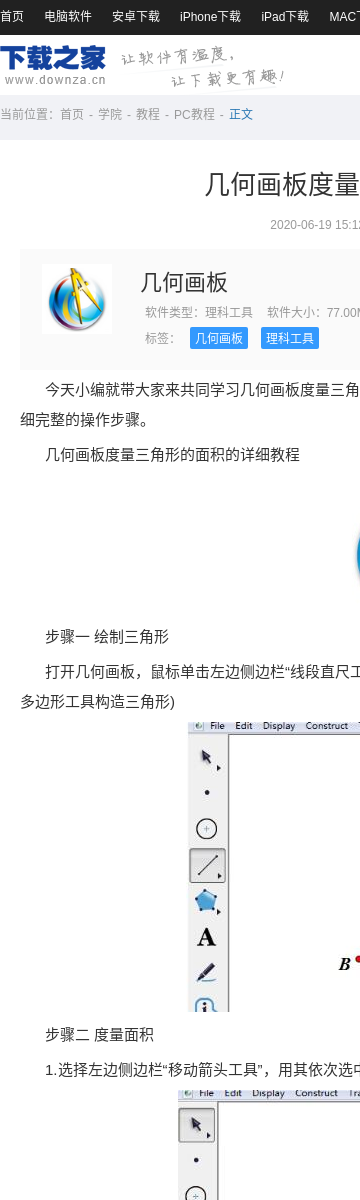 首页 电脑软件 安卓下载 iPhone下载 iPad下载 MAC下
下载之家 让软件有温度，
www.downza.cn 让下载更有趣！
当前位置：首页 - 学院 - 教程 - PC教程 - 正文
几何画板度量
2020-06-19 15:12
几何画板
软件类型：理科工具 软件大小：77.00M
标签： 几何画板 理科工具
今天小编就带大家来共同学习几何画板度量三角
细完整的操作步骤。
几何画板度量三角形的面积的详细教程
步骤一 绘制三角形
打开几何画板，鼠标单击左边侧边栏“线段直尺工
多边形工具构造三角形)
File Edit Display Construct T
A
B
步骤二 度量面积
1.选择左边侧边栏“移动箭头工具”，用其依次选中
File Edit Display Construct Tra